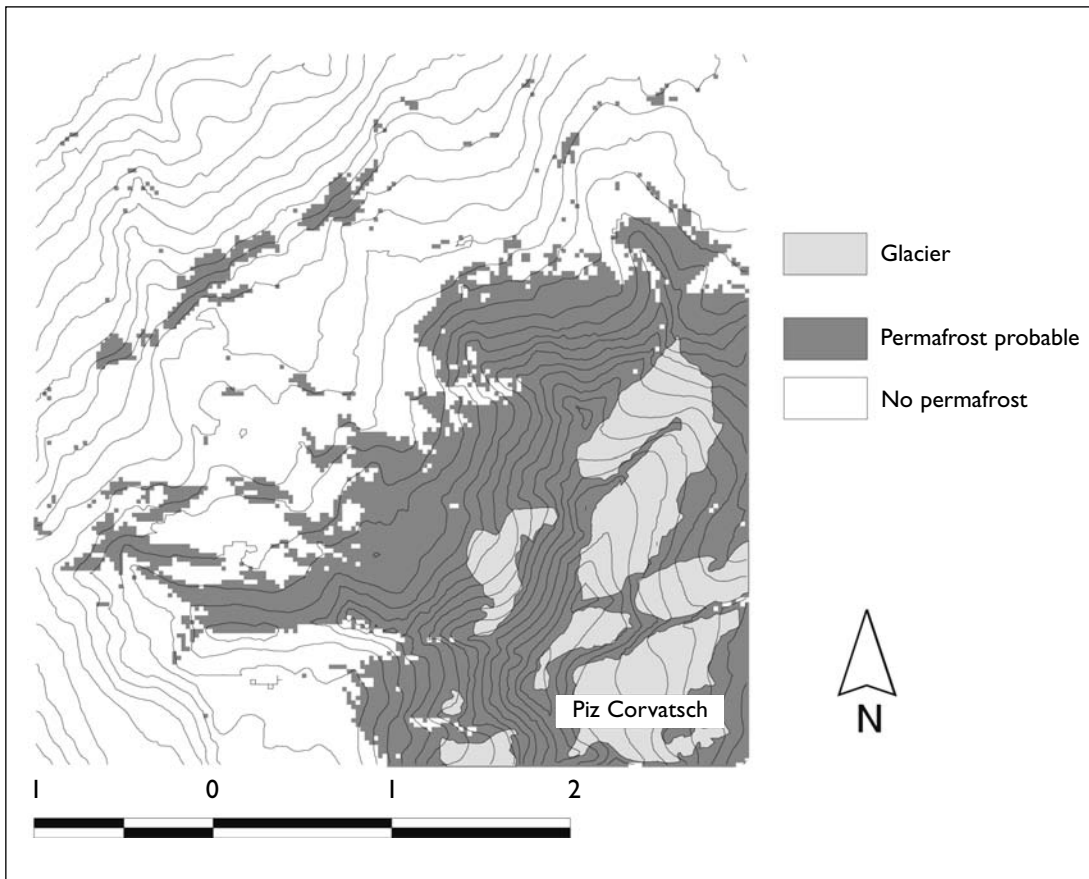 Glacier
Permafrost probable
No permafrost
Piz Corvatsch
N
1 0 1 2